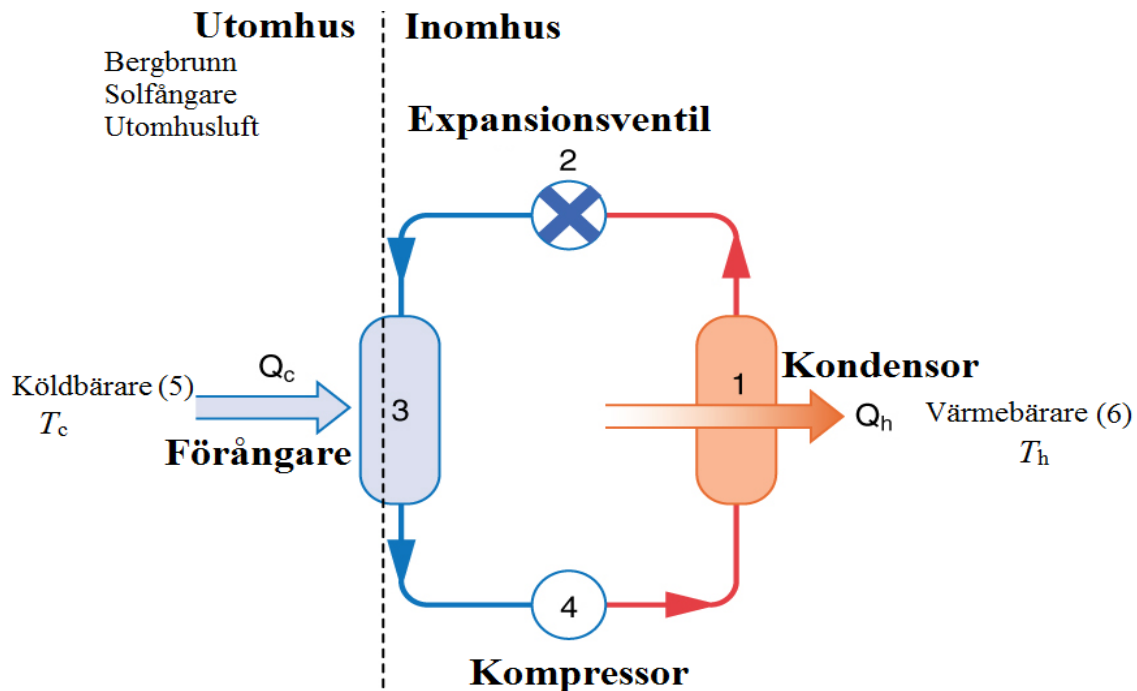 Utomhus
Inomhus
Bergbrunn
Solfångare
Utomhusluft
Expansionsventil
2
Köldbärare (5)
Tc
Qc
Förångare
3
1
Kondensor
Qh
Värmebärare (6)
Th
4
Kompressor